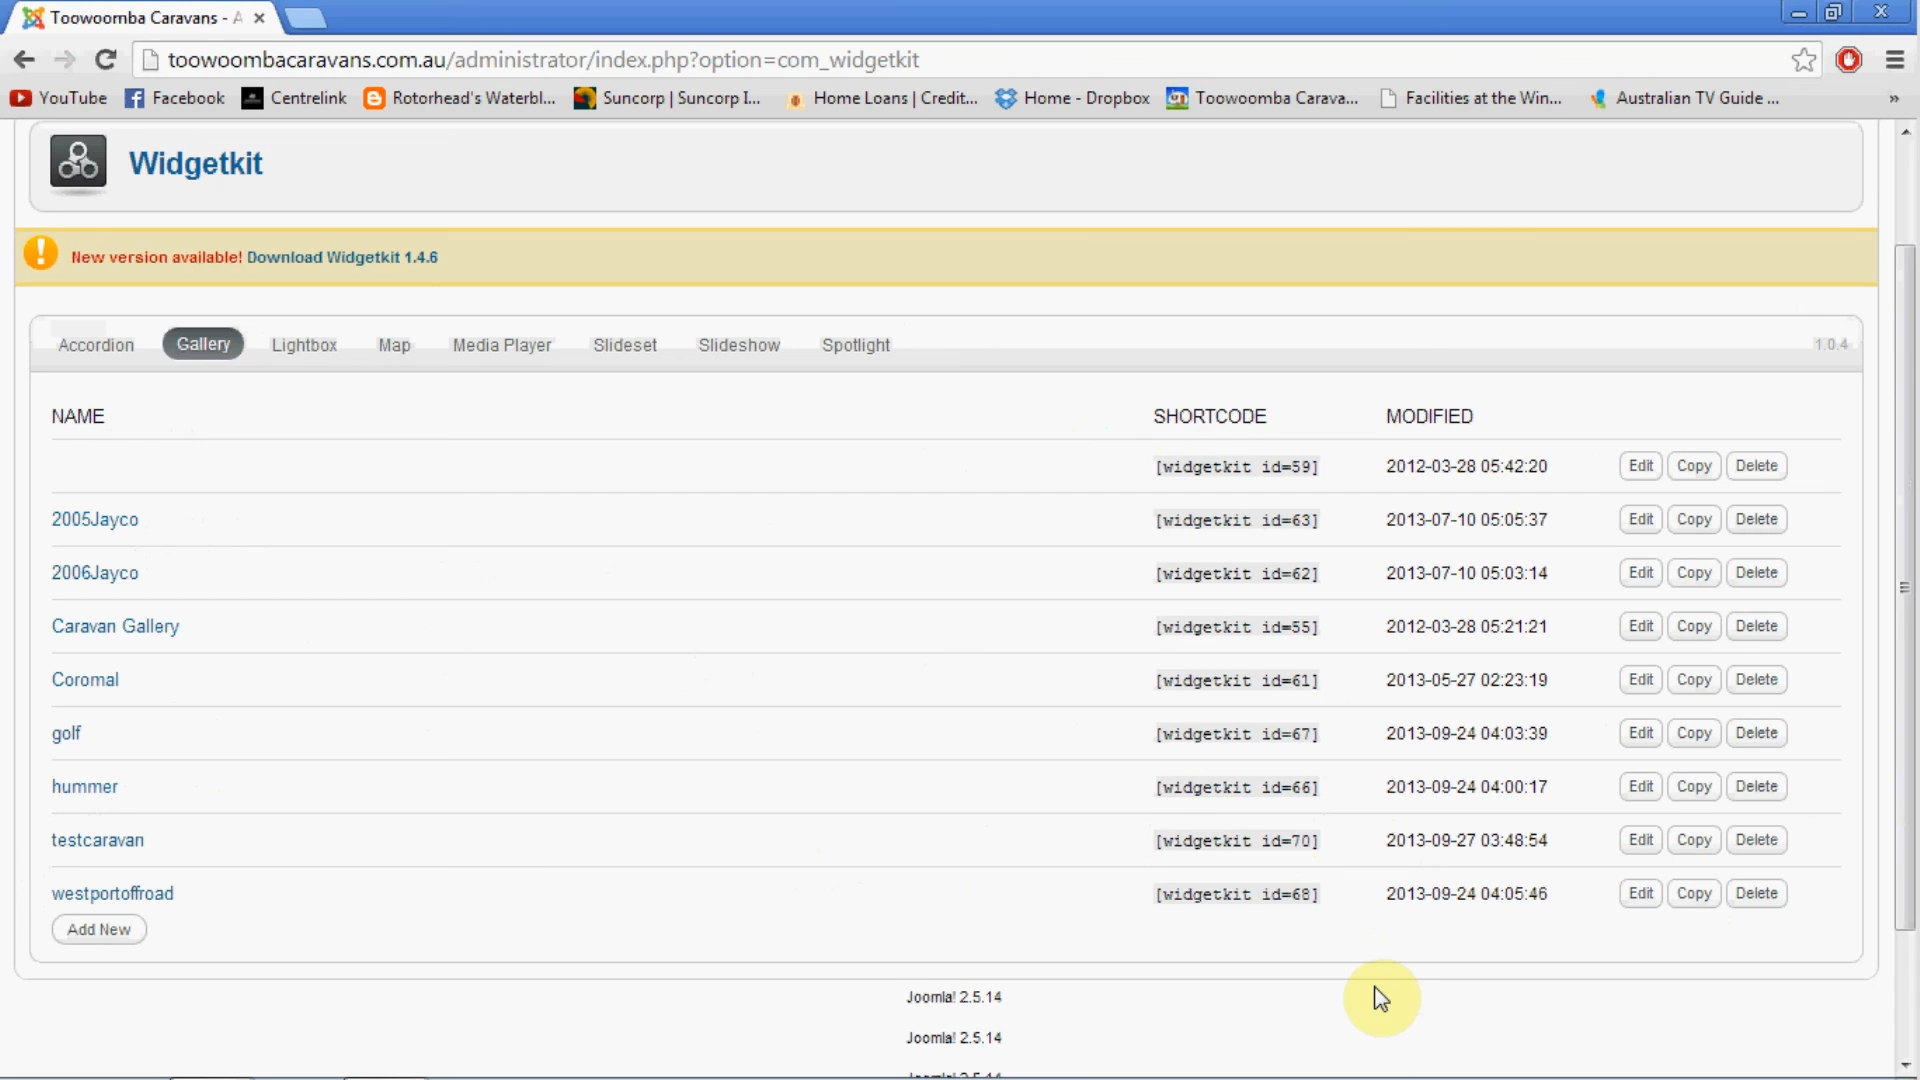 Toowoomba Caravans - A
toowoombacaravans.com.au/administrator/index.php?option=com_widgetkit
YouTube Facebook Centrelink Rotorhead's Waterbl... Suncorp | Suncorp I... Home Loans | Credit... Home - Dropbox Toowoomba Carava... Facilities at the Win... Australian TV Guide ... »
Widgetkit
New version available! Download Widgetkit 1.4.6
Accordion Gallery Lightbox Map Media Player Slideset Slideshow Spotlight 1.0.4
NAME SHORTCODE MODIFIED
[widgetkit id=59] 2012-03-28 05:42:20 Edit Copy Delete
2005Jayco [widgetkit id=63] 2013-07-10 05:05:37 Edit Copy Delete
2006Jayco [widgetkit id=62] 2013-07-10 05:03:14 Edit Copy Delete
Caravan Gallery [widgetkit id=55] 2012-03-28 05:21:21 Edit Copy Delete
Coromal [widgetkit id=61] 2013-05-27 02:23:19 Edit Copy Delete
golf [widgetkit id=67] 2013-09-24 04:03:39 Edit Copy Delete
hummer [widgetkit id=66] 2013-09-24 04:00:17 Edit Copy Delete
testcaravan [widgetkit id=70] 2013-09-27 03:48:54 Edit Copy Delete
westportoffroad [widgetkit id=68] 2013-09-24 04:05:46 Edit Copy Delete
Add New
Joomla! 2.5.14
Joomla! 2.5.14
Joomla! 2.5.14